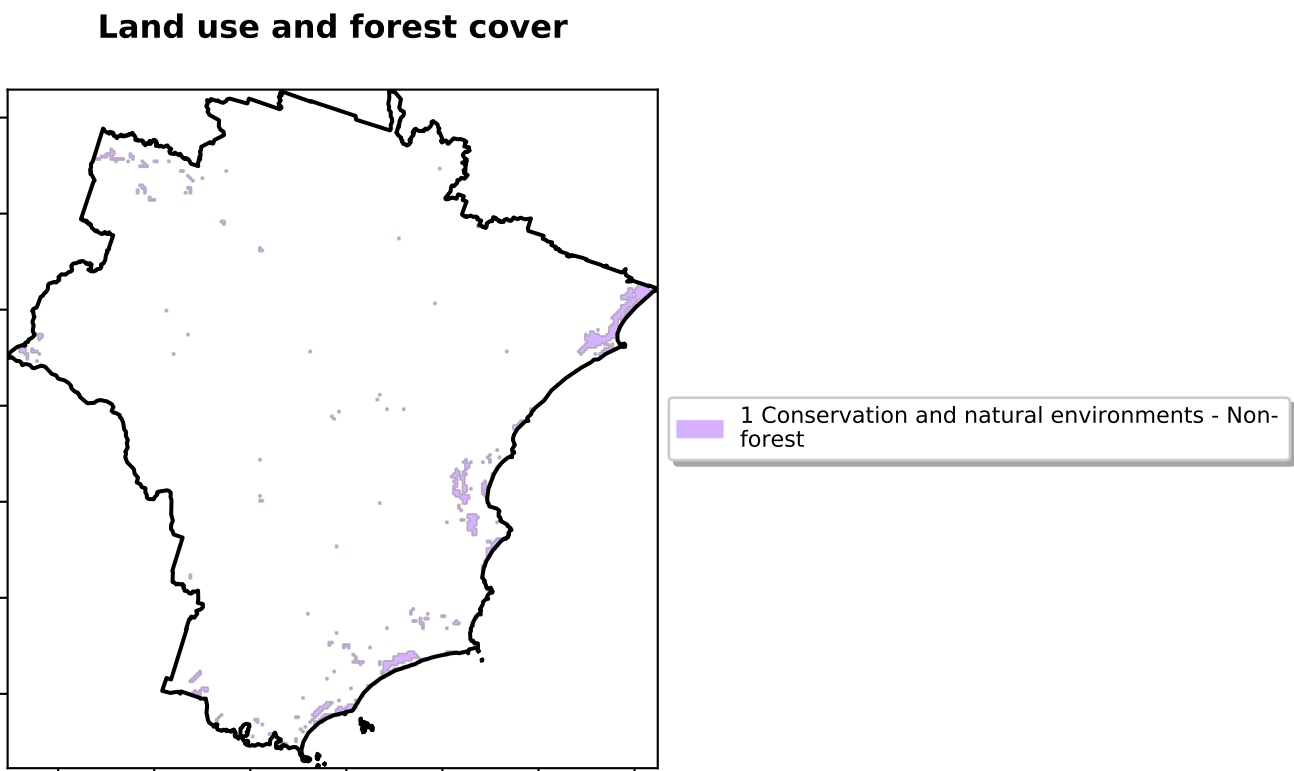 Land use and forest cover
1 Conservation and natural environments - Non-
forest